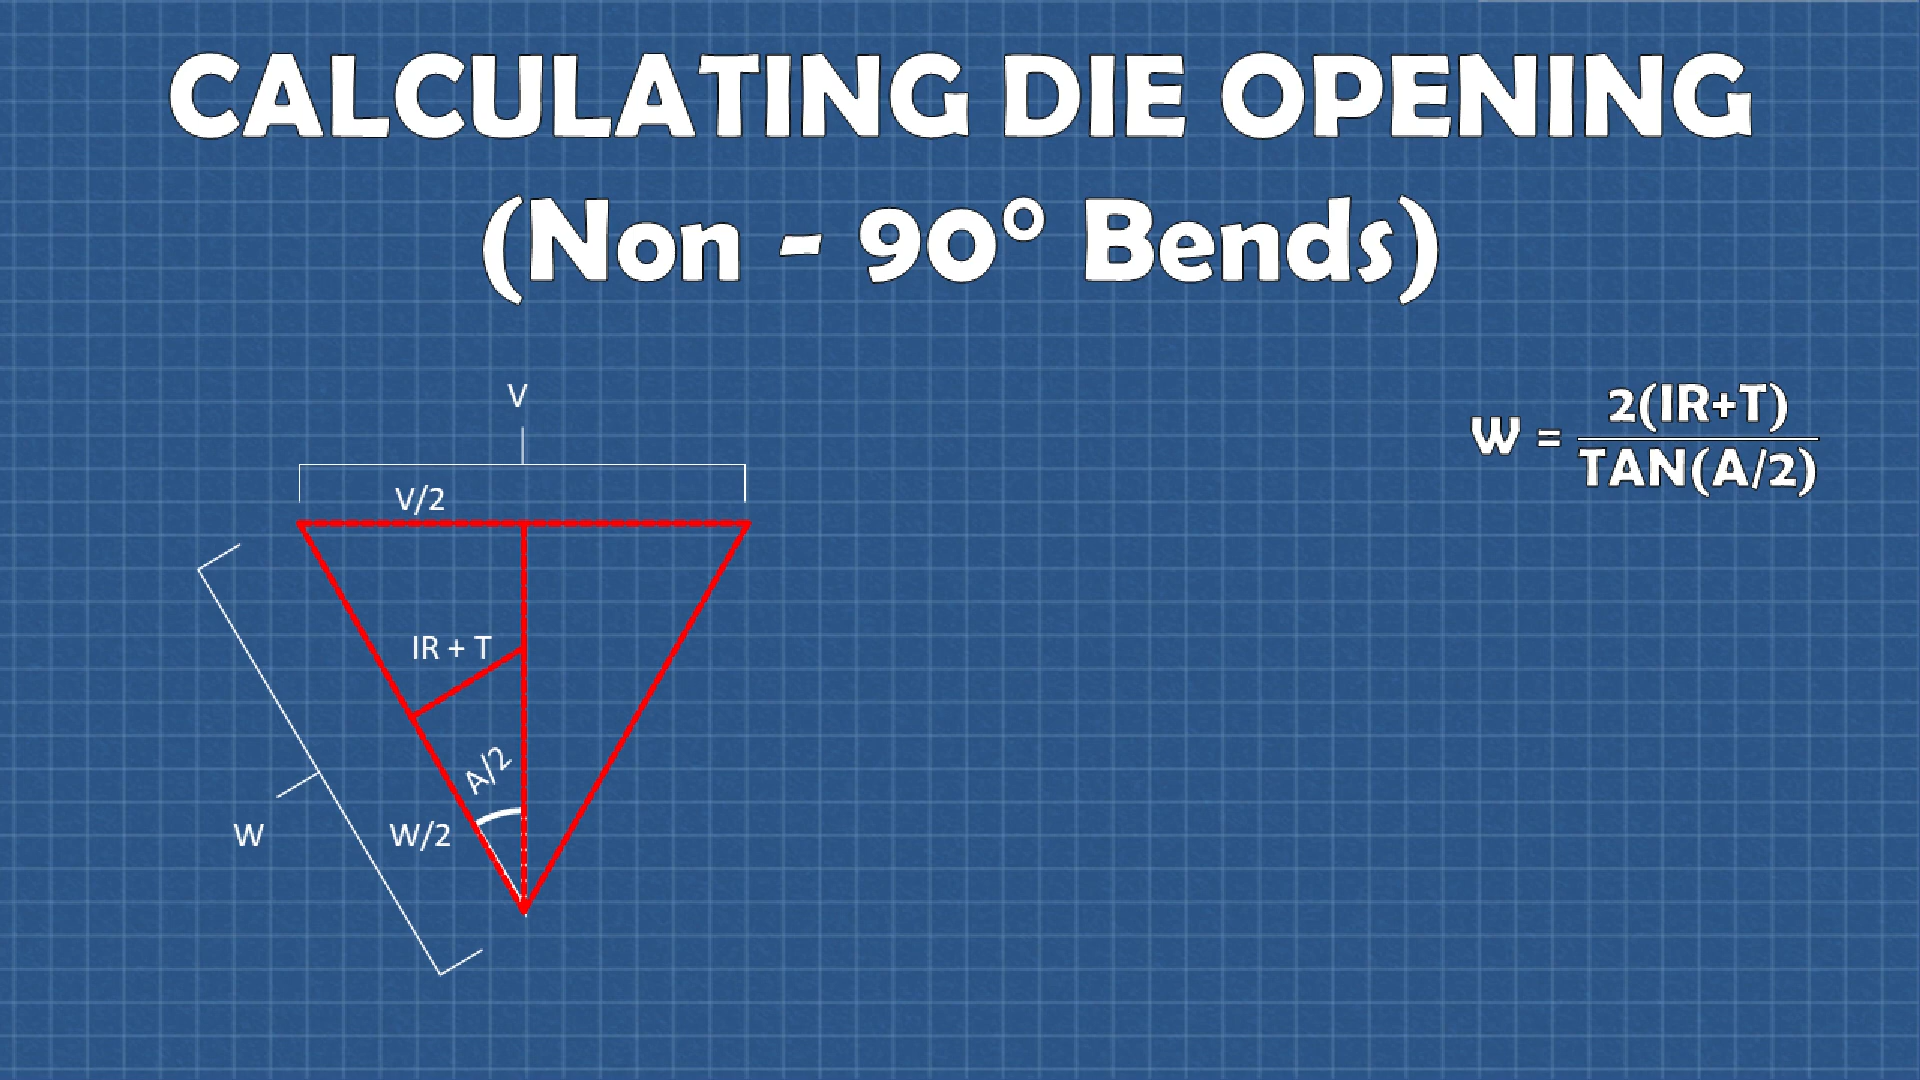 CALCULATING DIE OPENING
(Non - 90° Bends)
V
V/2
W = 2(IR+T)
TAN(A/2)
IR + T
A/2
W
W/2